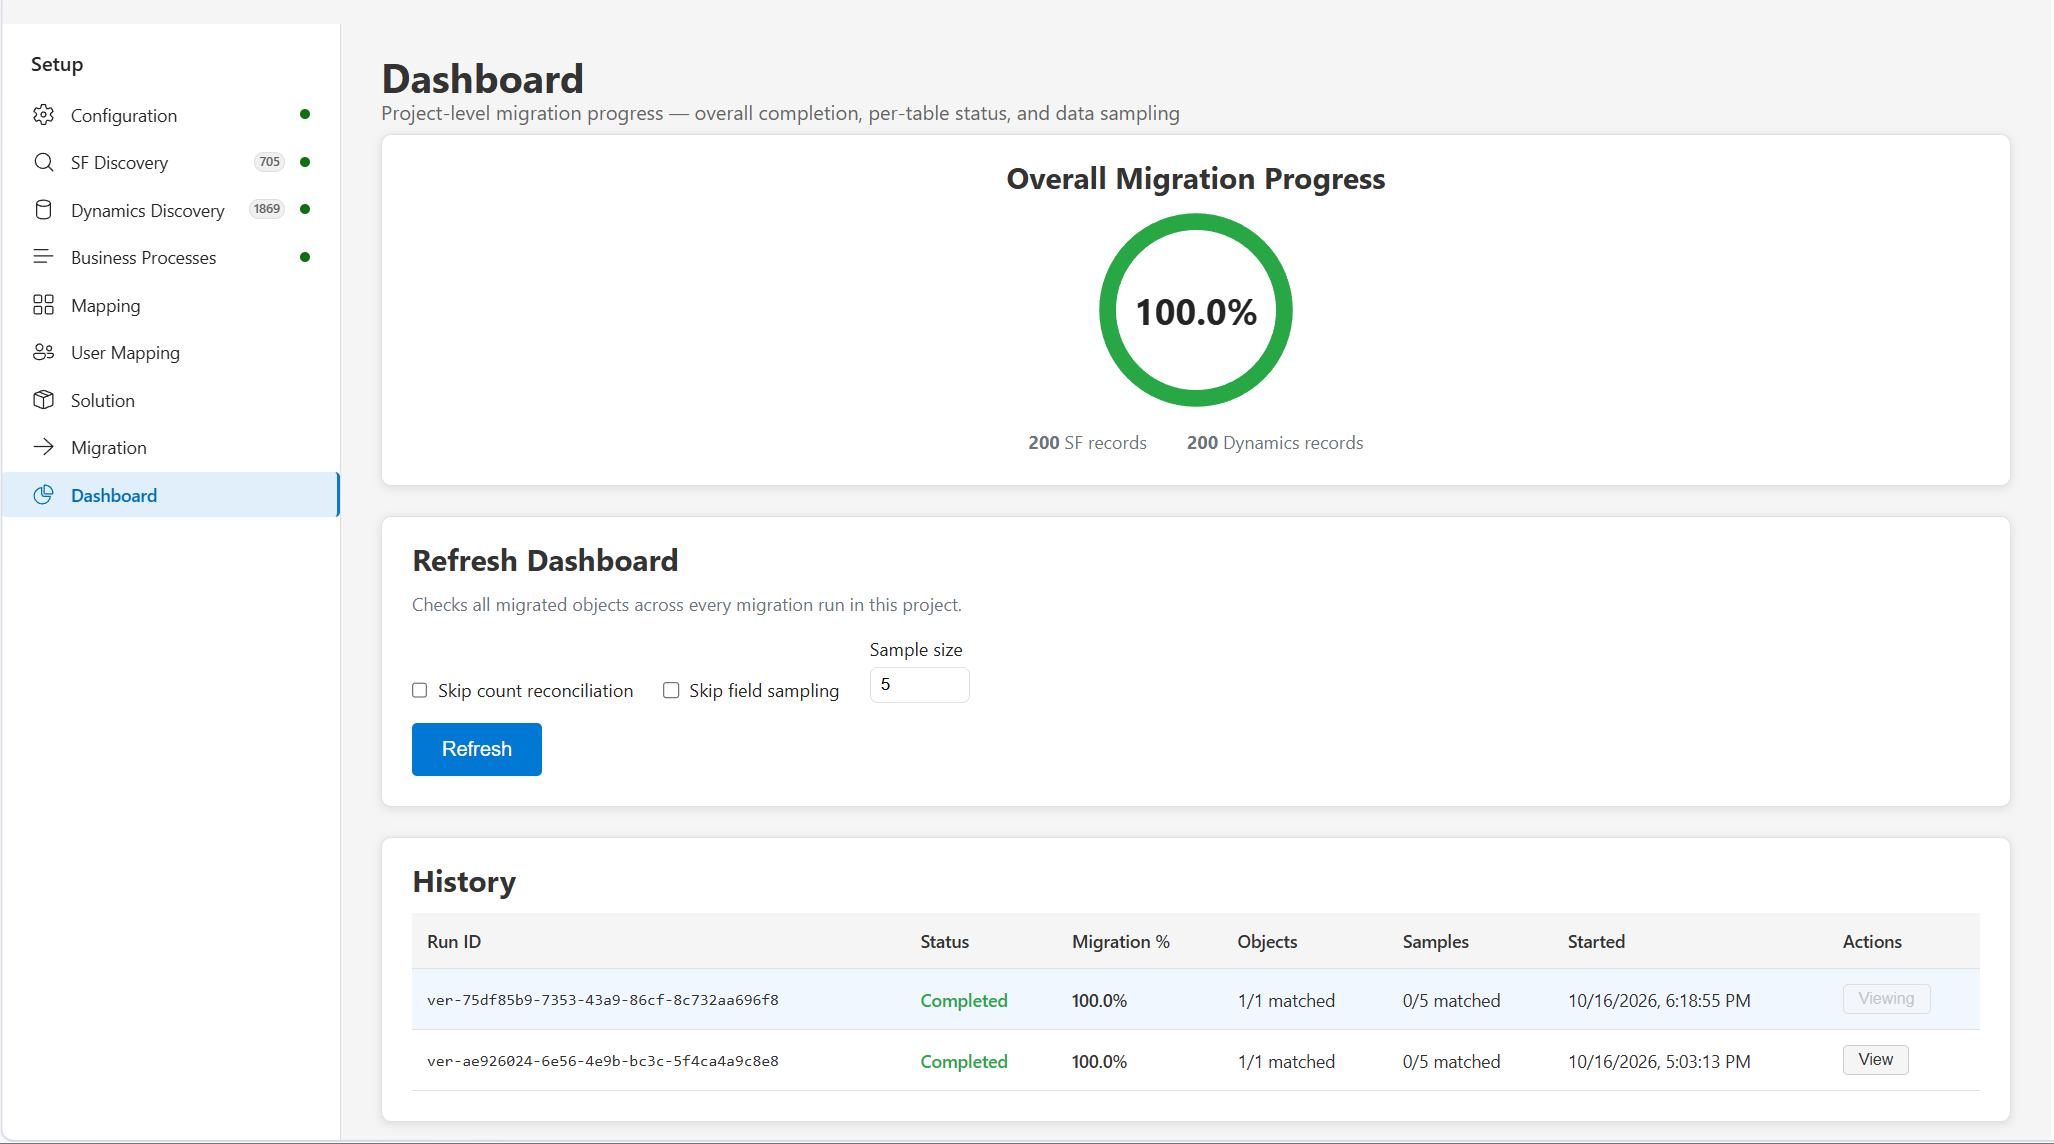 Setup
Configuration
SF Discovery 705
Dynamics Discovery 1869
Business Processes
Mapping
User Mapping
Solution
Migration
Dashboard
Dashboard
Project-level migration progress — overall completion, per-table status, and data sampling
Overall Migration Progress
100.0%
200 SF records 200 Dynamics records
Refresh Dashboard
Checks all migrated objects across every migration run in this project.
Sample size
Skip count reconciliation Skip field sampling 5
Refresh
History
Run ID Status Migration % Objects Samples Started Actions
ver-75df85b9-7353-43a9-86cf-8c732aa696f8 Completed 100.0% 1/1 matched 0/5 matched 10/16/2026, 6:18:55 PM Viewing
ver-ae926024-6e56-4e9b-bc3c-5f4ca4a9c8e8 Completed 100.0% 1/1 matched 0/5 matched 10/16/2026, 5:03:13 PM View